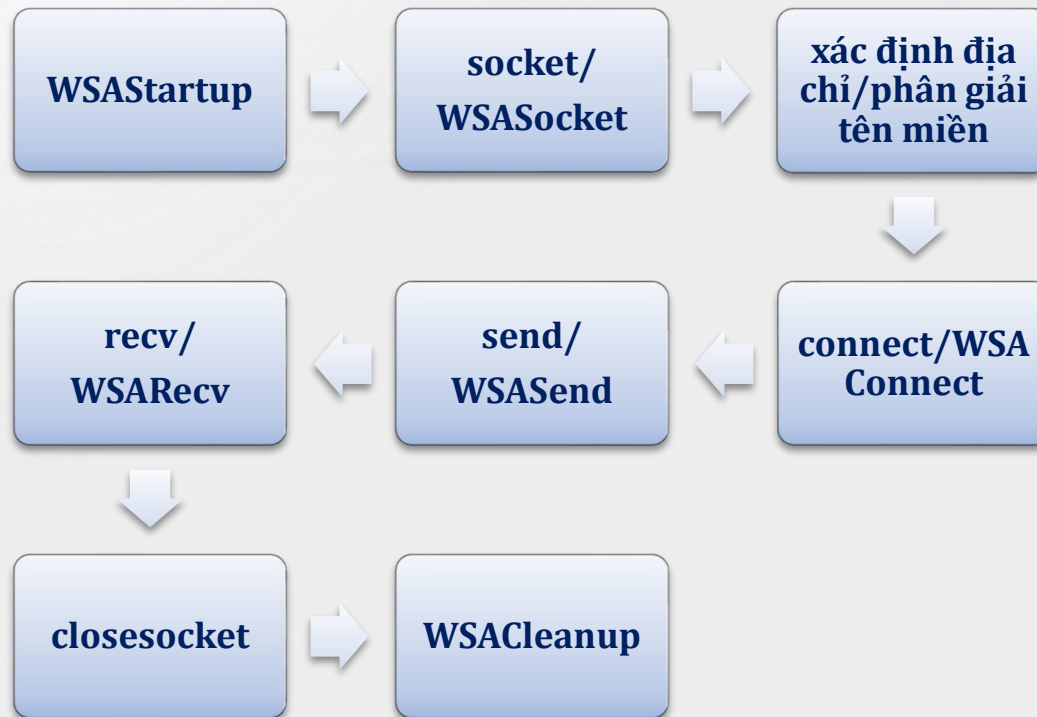 WSAStartup
socket/
WSASocket
xác định địa
chỉ/phân giải
tên miền
connect/WSA
Connect
send/
WSASend
recv/
WSARecv
closesocket
WSACleanup